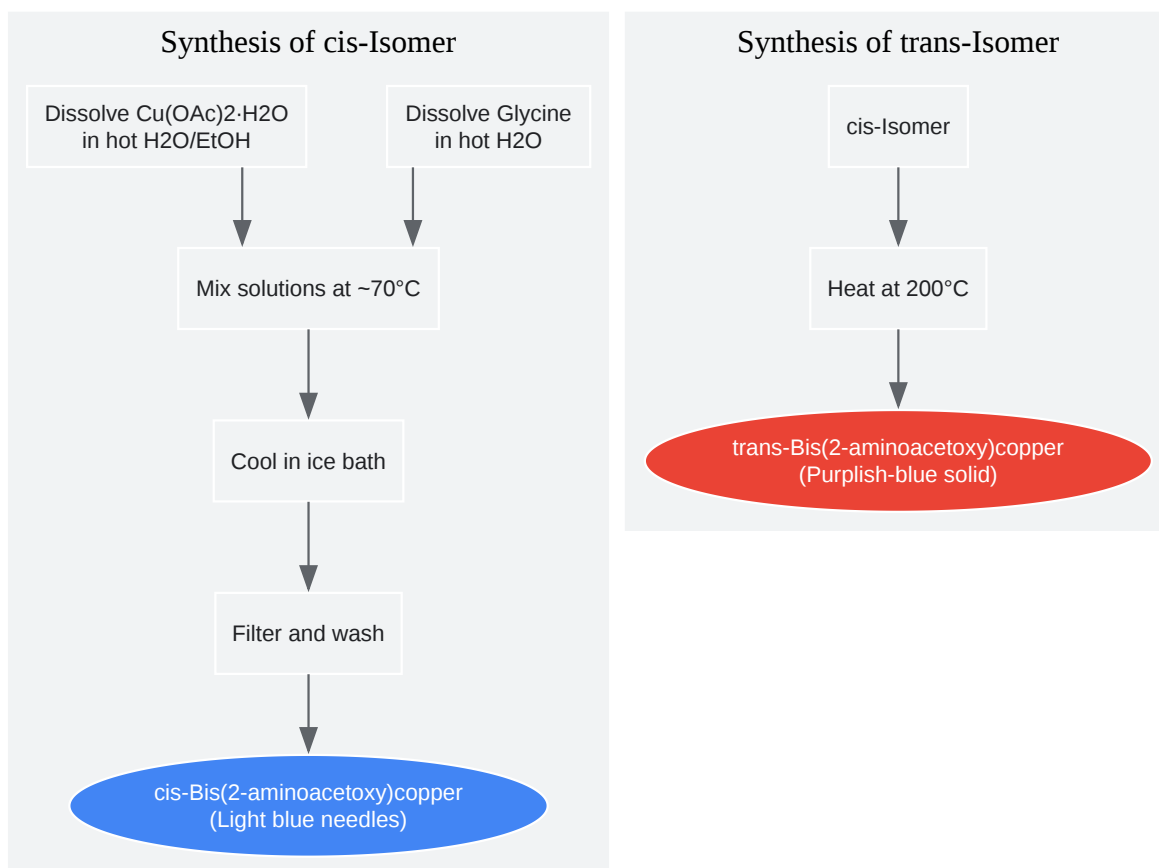 Synthesis of cis-Isomer
Dissolve Cu(OAc)2·H2O
in hot H2O/EtOH
Dissolve Glycine
in hot H2O
Mix solutions at ~70°C
Cool in ice bath
Filter and wash
cis-Bis(2-aminoacetoxy)copper
(Light blue needles)
Synthesis of trans-Isomer
cis-Isomer
Heat at 200°C
trans-Bis(2-aminoacetoxy)copper
(Purplish-blue solid)